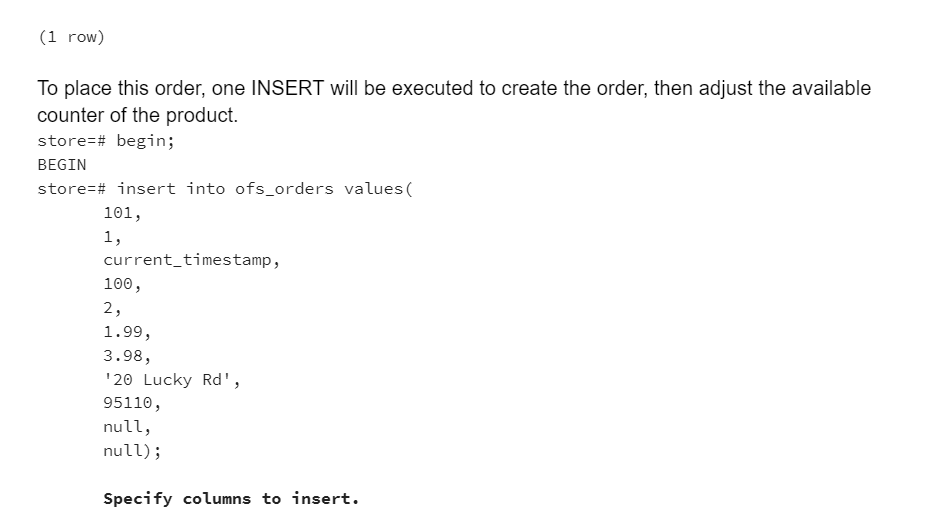 (1 row)
To place this order, one INSERT will be executed to create the order, then adjust the available
counter of the product.
store=# begin;
BEGIN
store=# insert into ofs_orders values(
101,
1,
current_timestamp,
100,
2,
1.99,
3.98,
'20 Lucky Rd',
95110,
null,
null);
Specify columns to insert.